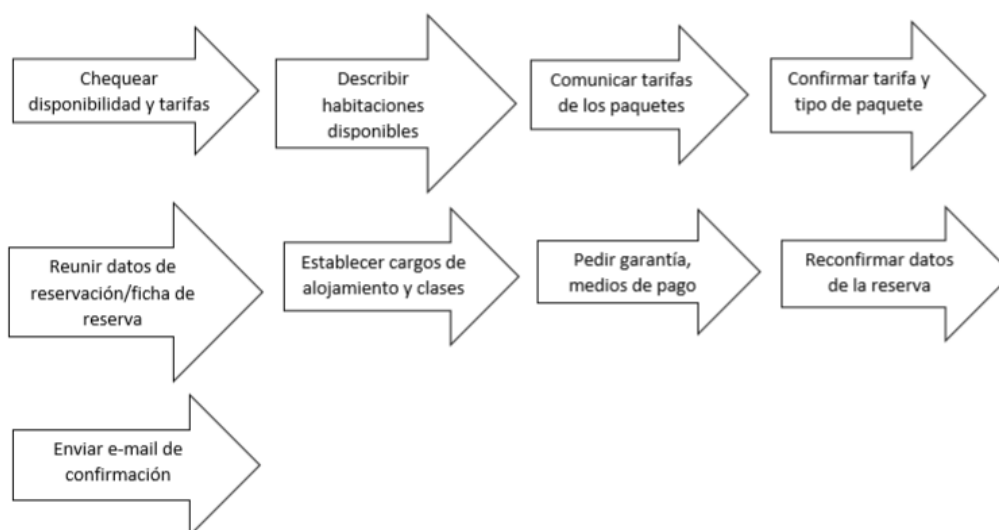 Chequear
disponibilidad y tarifas
Describir
habitaciones
disponibles
Comunicar tarifas
de los paquetes
Confirmar tarifa y
tipo de paquete
Reunir datos de
reservación/ficha de
reserva
Establecer cargos de
alojamiento y clases
Pedir garantía,
medios de pago
Reconfirmar datos
de la reserva
Enviar e-mail de
confirmación